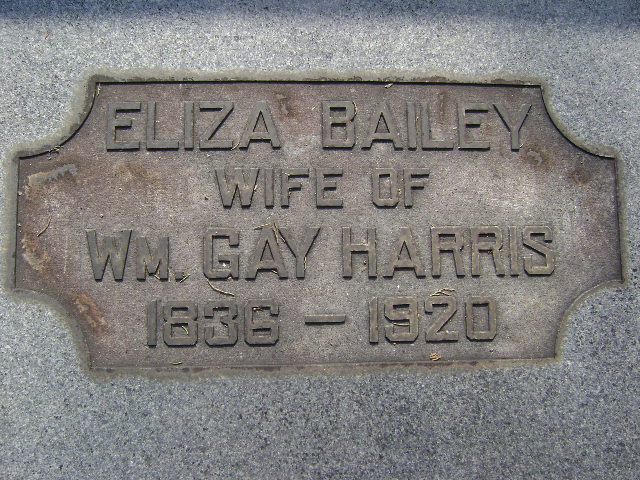 ELIZA BAILEY
WIFE OF
WM. GAY HARRIS
1836 – 1920